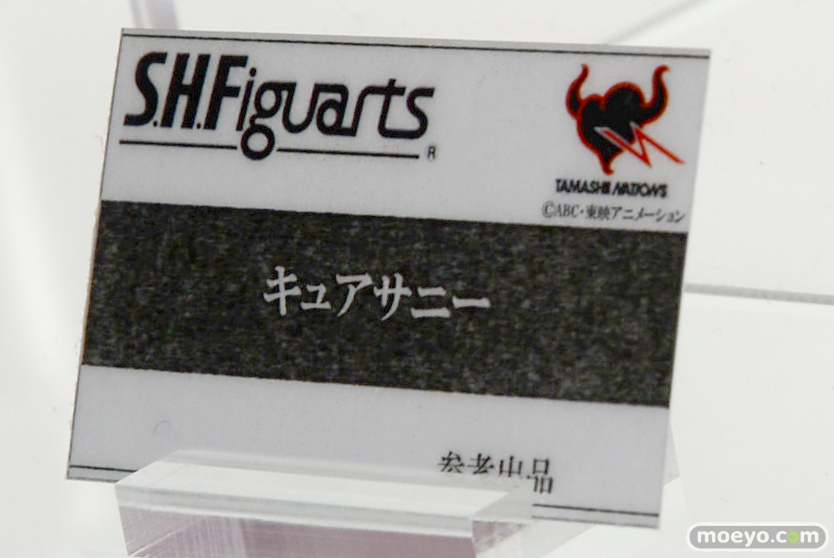 S.H.Figuarts
®
TAMASHII NATIONS
©ABC・東映アニメーション
キュアサニー
参考出品
moeyo.com